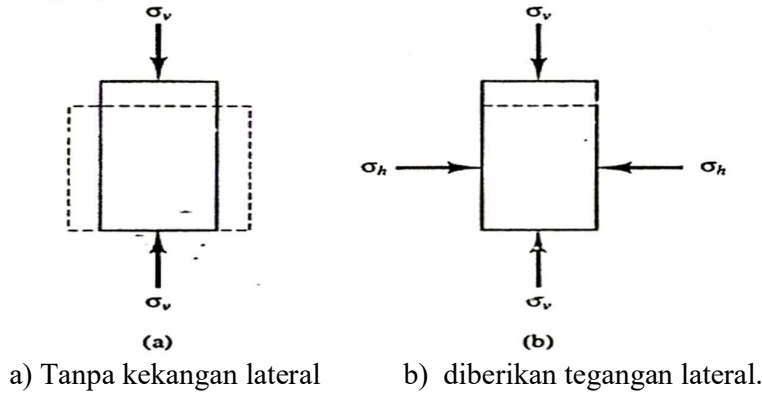 σv σv
σh σh
σv σv
(a) (b)
a) Tanpa kekangan lateral b) diberikan tegangan lateral.